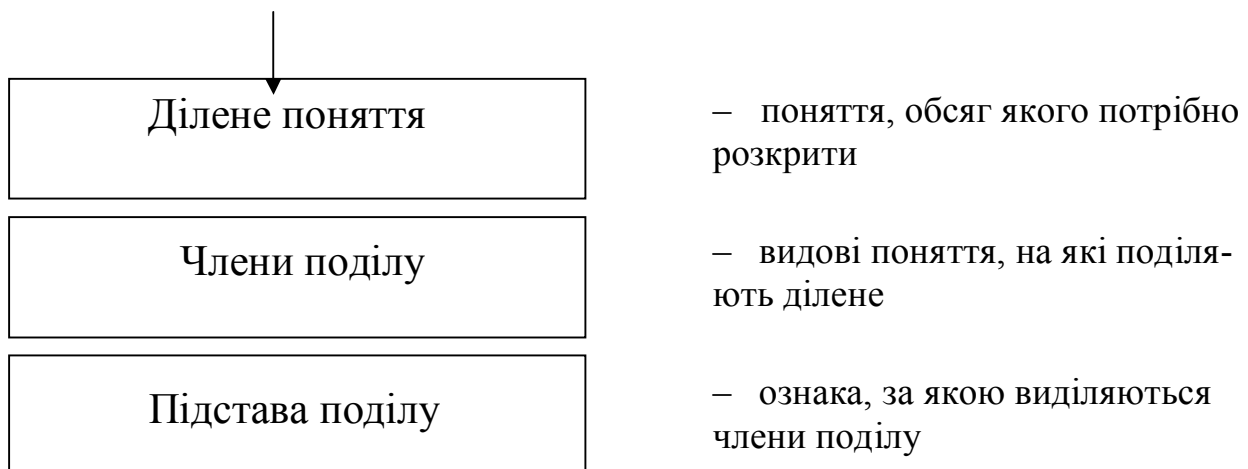 Ділене поняття
– поняття, обсяг якого потрібно
розкрити
Члени поділу
– видові поняття, на які поділя-
ють ділене
Підстава поділу
– ознака, за якою виділяються
члени поділу